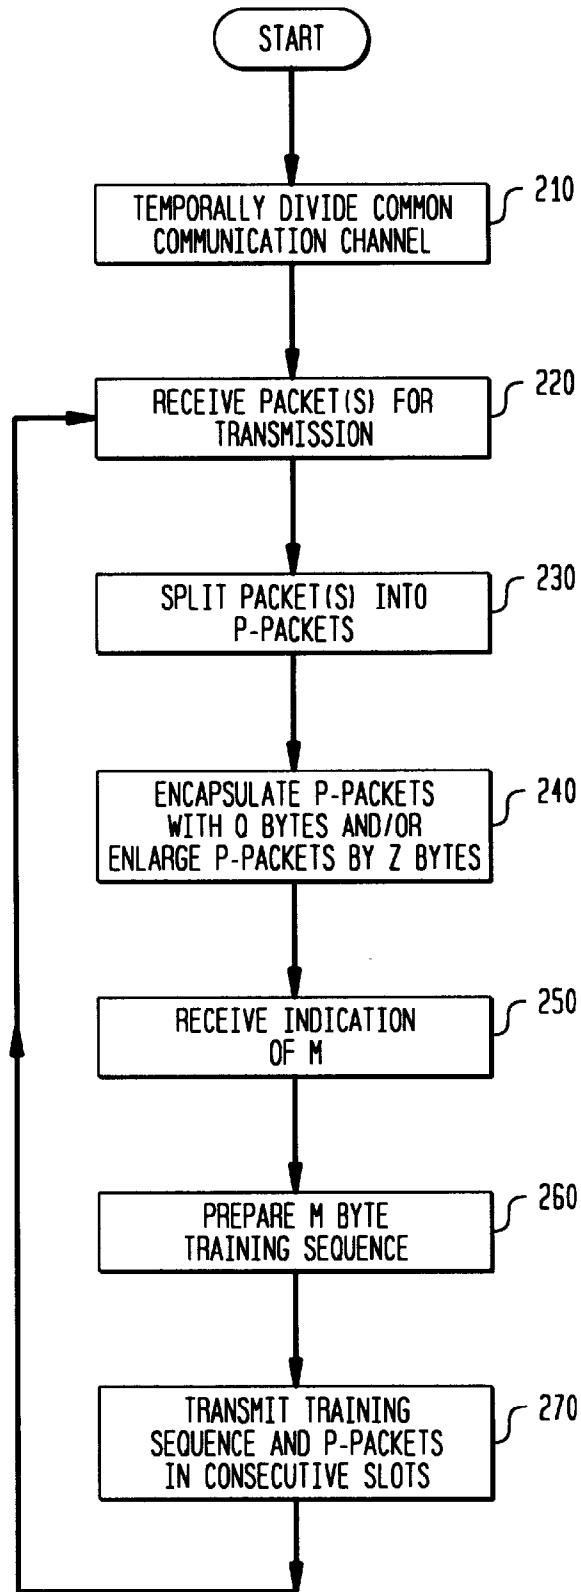 START
TEMPORALLY DIVIDE COMMON
COMMUNICATION CHANNEL
210
RECEIVE PACKET(S) FOR
TRANSMISSION
220
SPLIT PACKET(S) INTO
P-PACKETS
230
ENCAPSULATE P-PACKETS
WITH Q BYTES AND/OR
ENLARGE P-PACKETS BY Z BYTES
240
RECEIVE INDICATION
OF M
250
PREPARE M BYTE
TRAINING SEQUENCE
260
TRANSMIT TRAINING
SEQUENCE AND P-PACKETS
IN CONSECUTIVE SLOTS
270